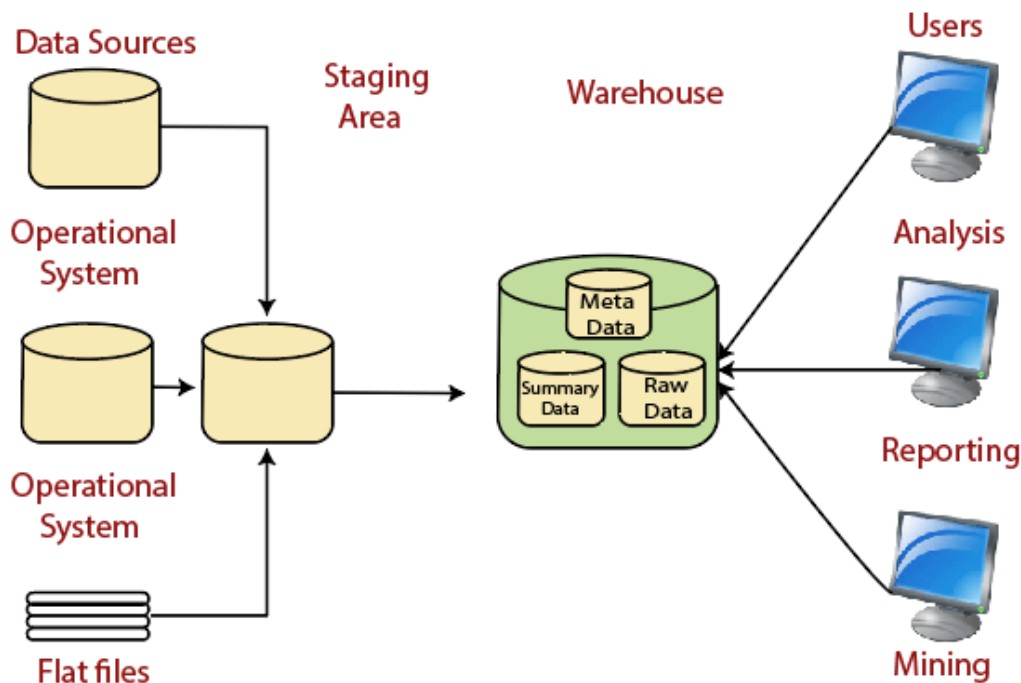 Data Sources
Operational
System
Operational
System
Flat files
Staging
Area
Warehouse
Meta
Data
Summary
Data
Raw
Data
Users
Analysis
Reporting
Mining